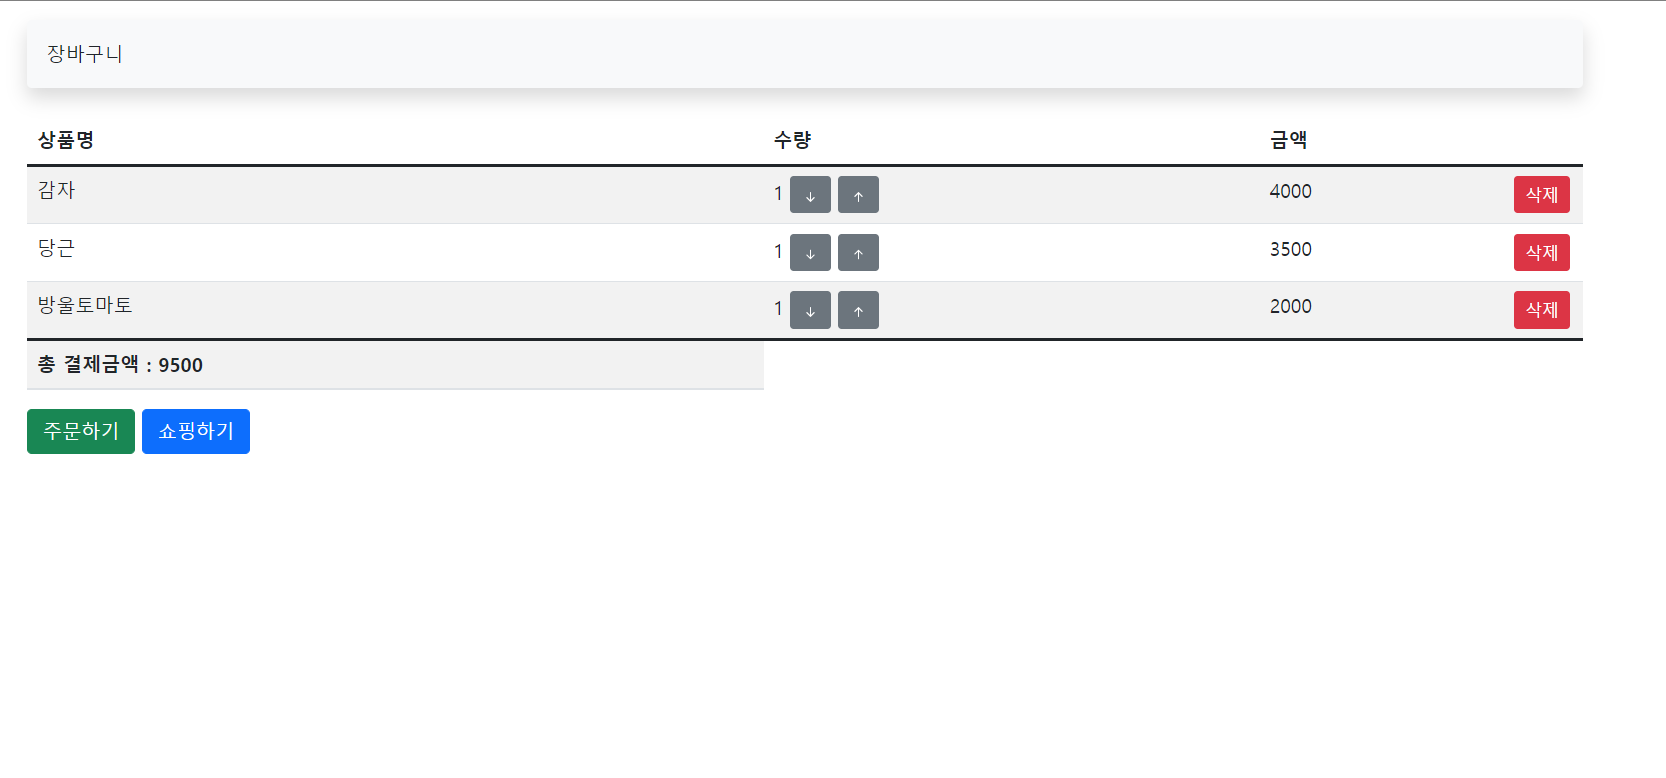 장바구니
상품명 수량 금액
감자 1 ↓ ↑ 4000 삭제
당근 1 ↓ ↑ 3500 삭제
방울토마토 1 ↓ ↑ 2000 삭제
총 결제금액 : 9500
주문하기 쇼핑하기